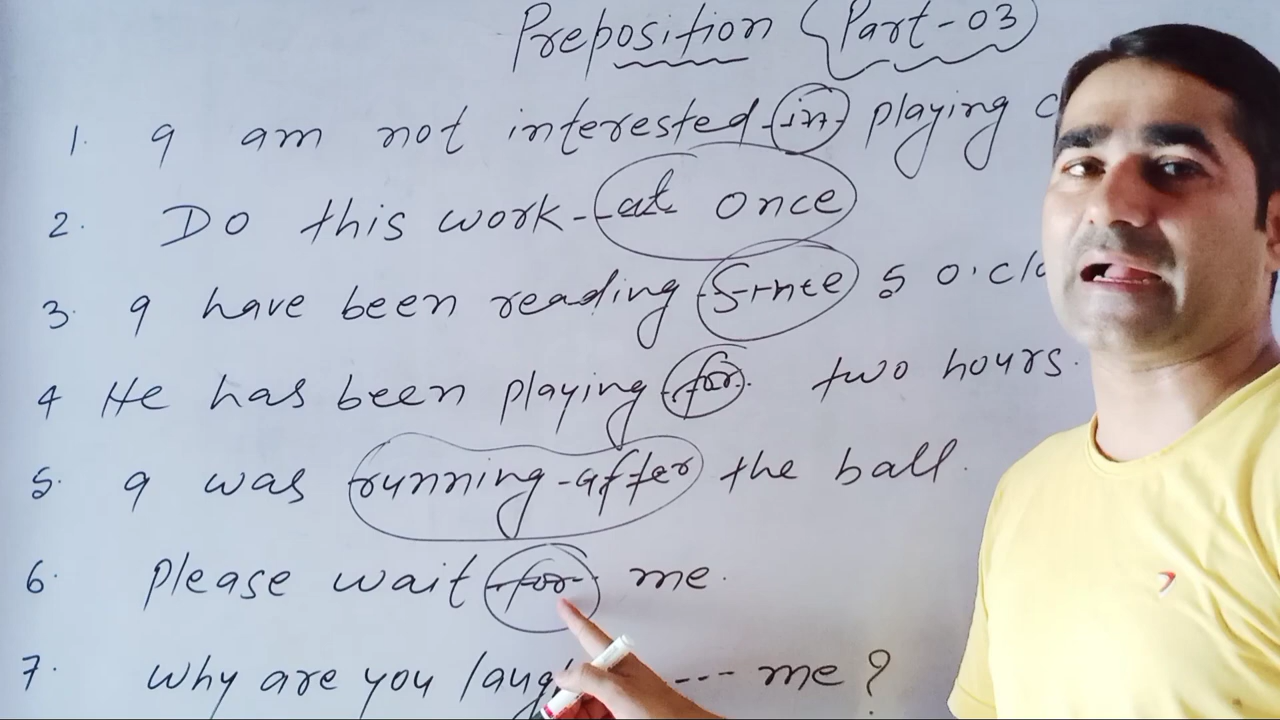 Preposition (Part-03)
1. I am not interested in playing
2. Do this work at once
3. I have been reading Since 5
4 He has been playing for two hours.
5. I was running after the ball.
6. Please wait for me.
7. Why are you --- me?